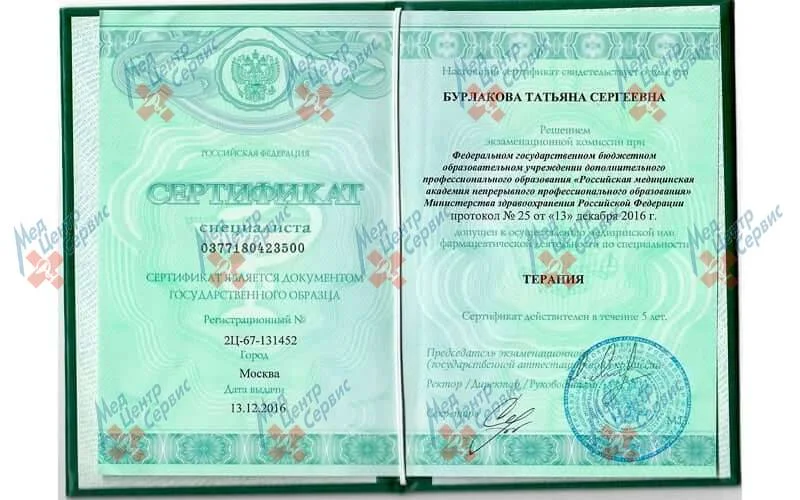 РОССИЙСКАЯ ФЕДЕРАЦИЯ
СЕРТИФИКАТ
специалиста
0377180423500
СЕРТИФИКАТ ЯВЛЯЕТСЯ ДОКУМЕНТОМ
ГОСУДАРСТВЕННОГО ОБРАЗЦА
Регистрационный №
2Ц-67-131452
Город
Москва
Дата выдачи
13.12.2016
Настоящий сертификат свидетельствует о том, что
БУРЛАКОВА ТАТЬЯНА СЕРГЕЕВНА
Решением
экзаменационной комиссии при
Федеральном государственном бюджетном
образовательном учреждении дополнительного
профессионального образования «Российская медицинская
академия непрерывного профессионального образования»
Министерства здравоохранения Российской Федерации
протокол № 25 от «13» декабря 2016 г.
допущен к осуществлению медицинской или
фармацевтической деятельности по специальности
ТЕРАПИЯ
Сертификат действителен в течение 5 лет.
Председатель экзаменационной
(государственной аттестационной) комиссии
Ректор / Директор / Руководитель
Секретарь
М.П.
Мед Центр Сервис